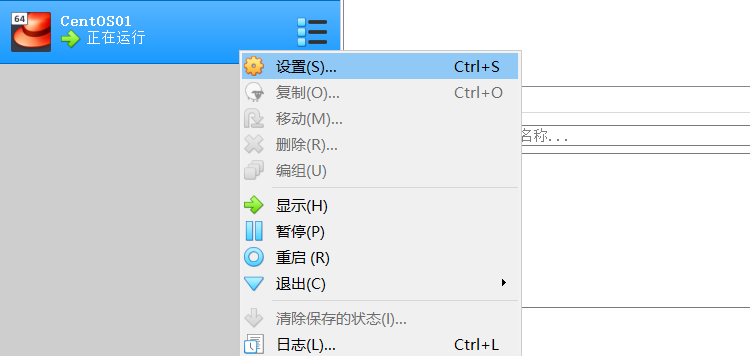 64
CentOS01
正在运行
设置(S)... Ctrl+S
复制(O)... Ctrl+O
移动(M)...
删除(R)...
编组(U)
名称...
显示(H)
暂停(P)
重启 (R)
退出(C)
清除保存的状态(I)...
日志(L)... Ctrl+L